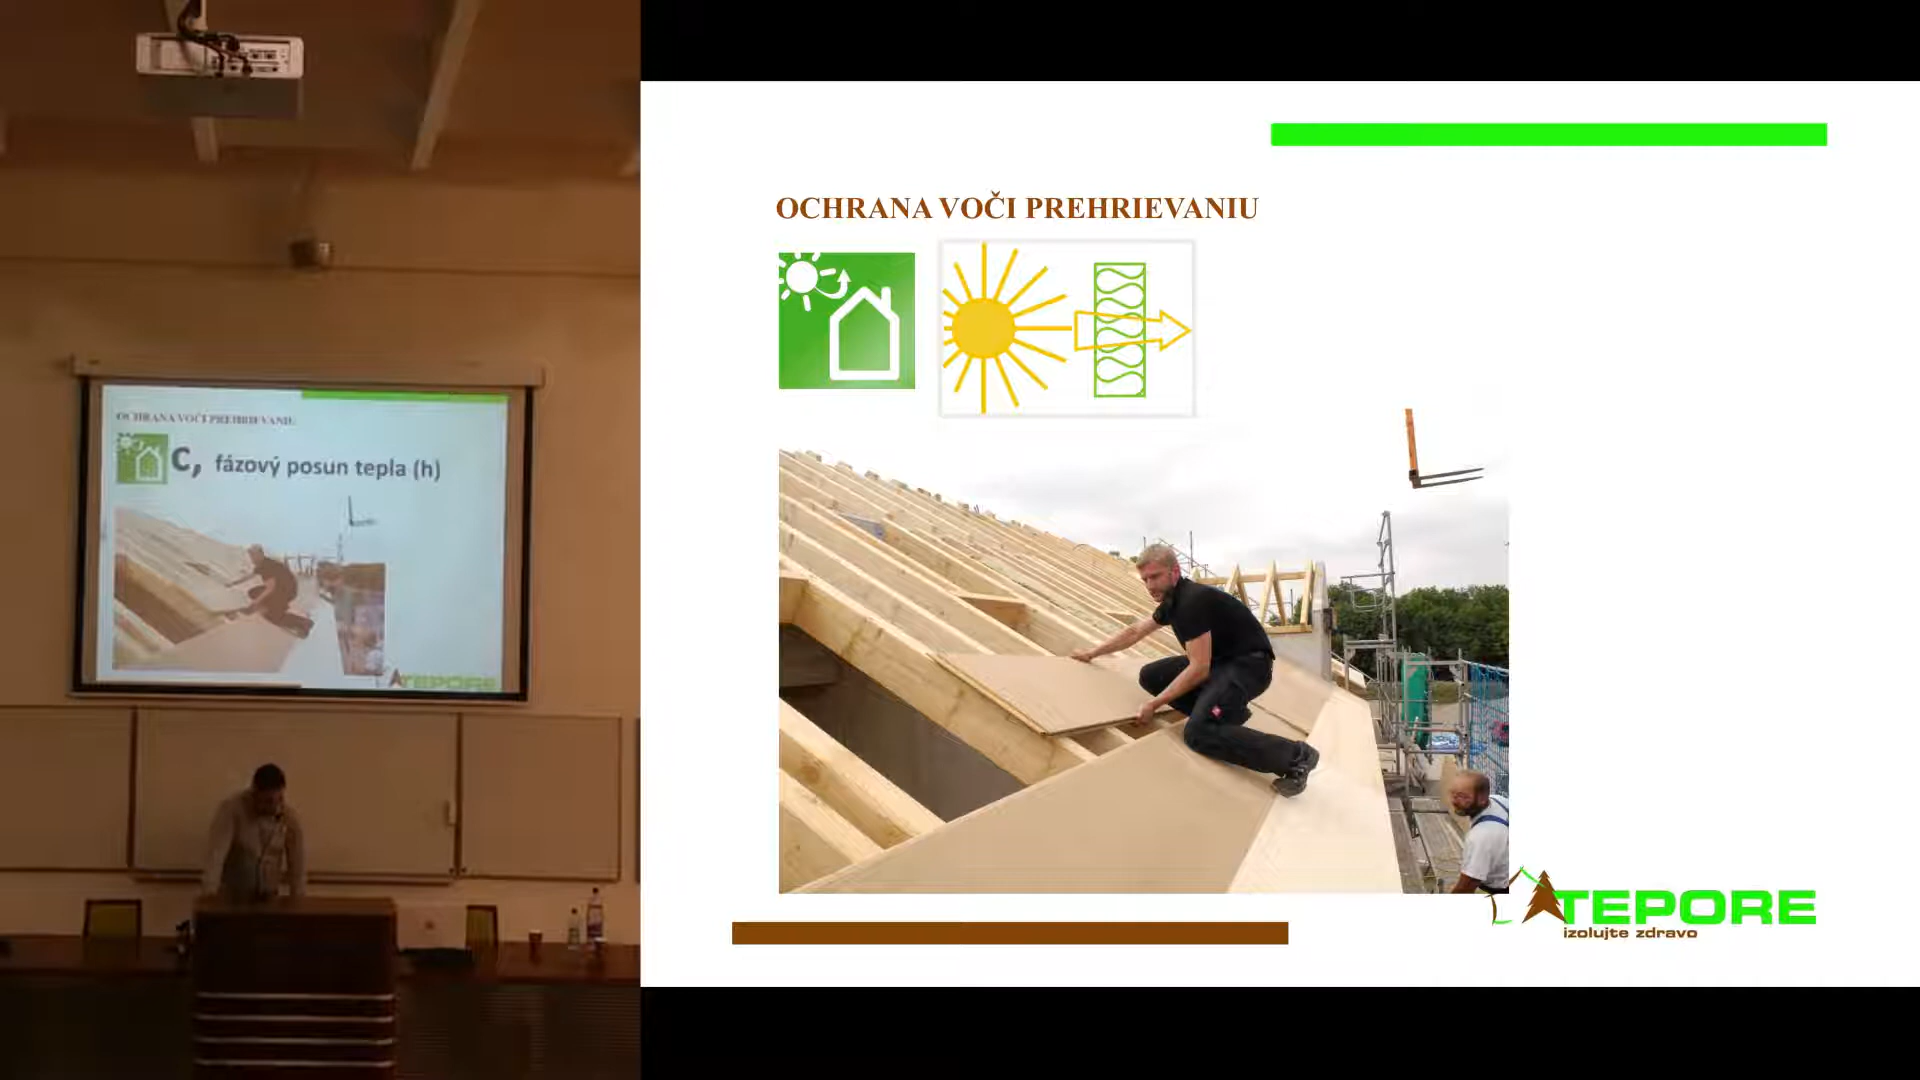 OCHRANA VOČI PREHRIEVANIU
C, fázový posun tepla (h)
TEPORE
OCHRANA VOČI PREHRIEVANIU
TEPORE
izolujte zdravo